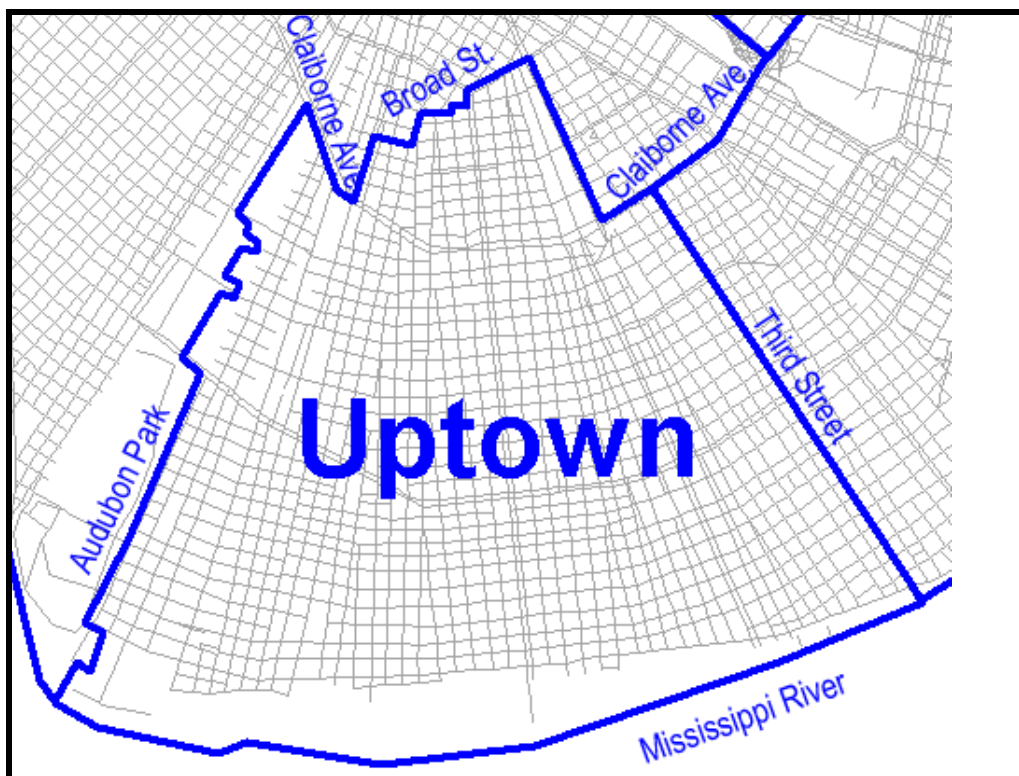 Claiborne Ave.
Broad St.
Claiborne Ave.
Third Street
Uptown
Audubon Park
Mississippi River